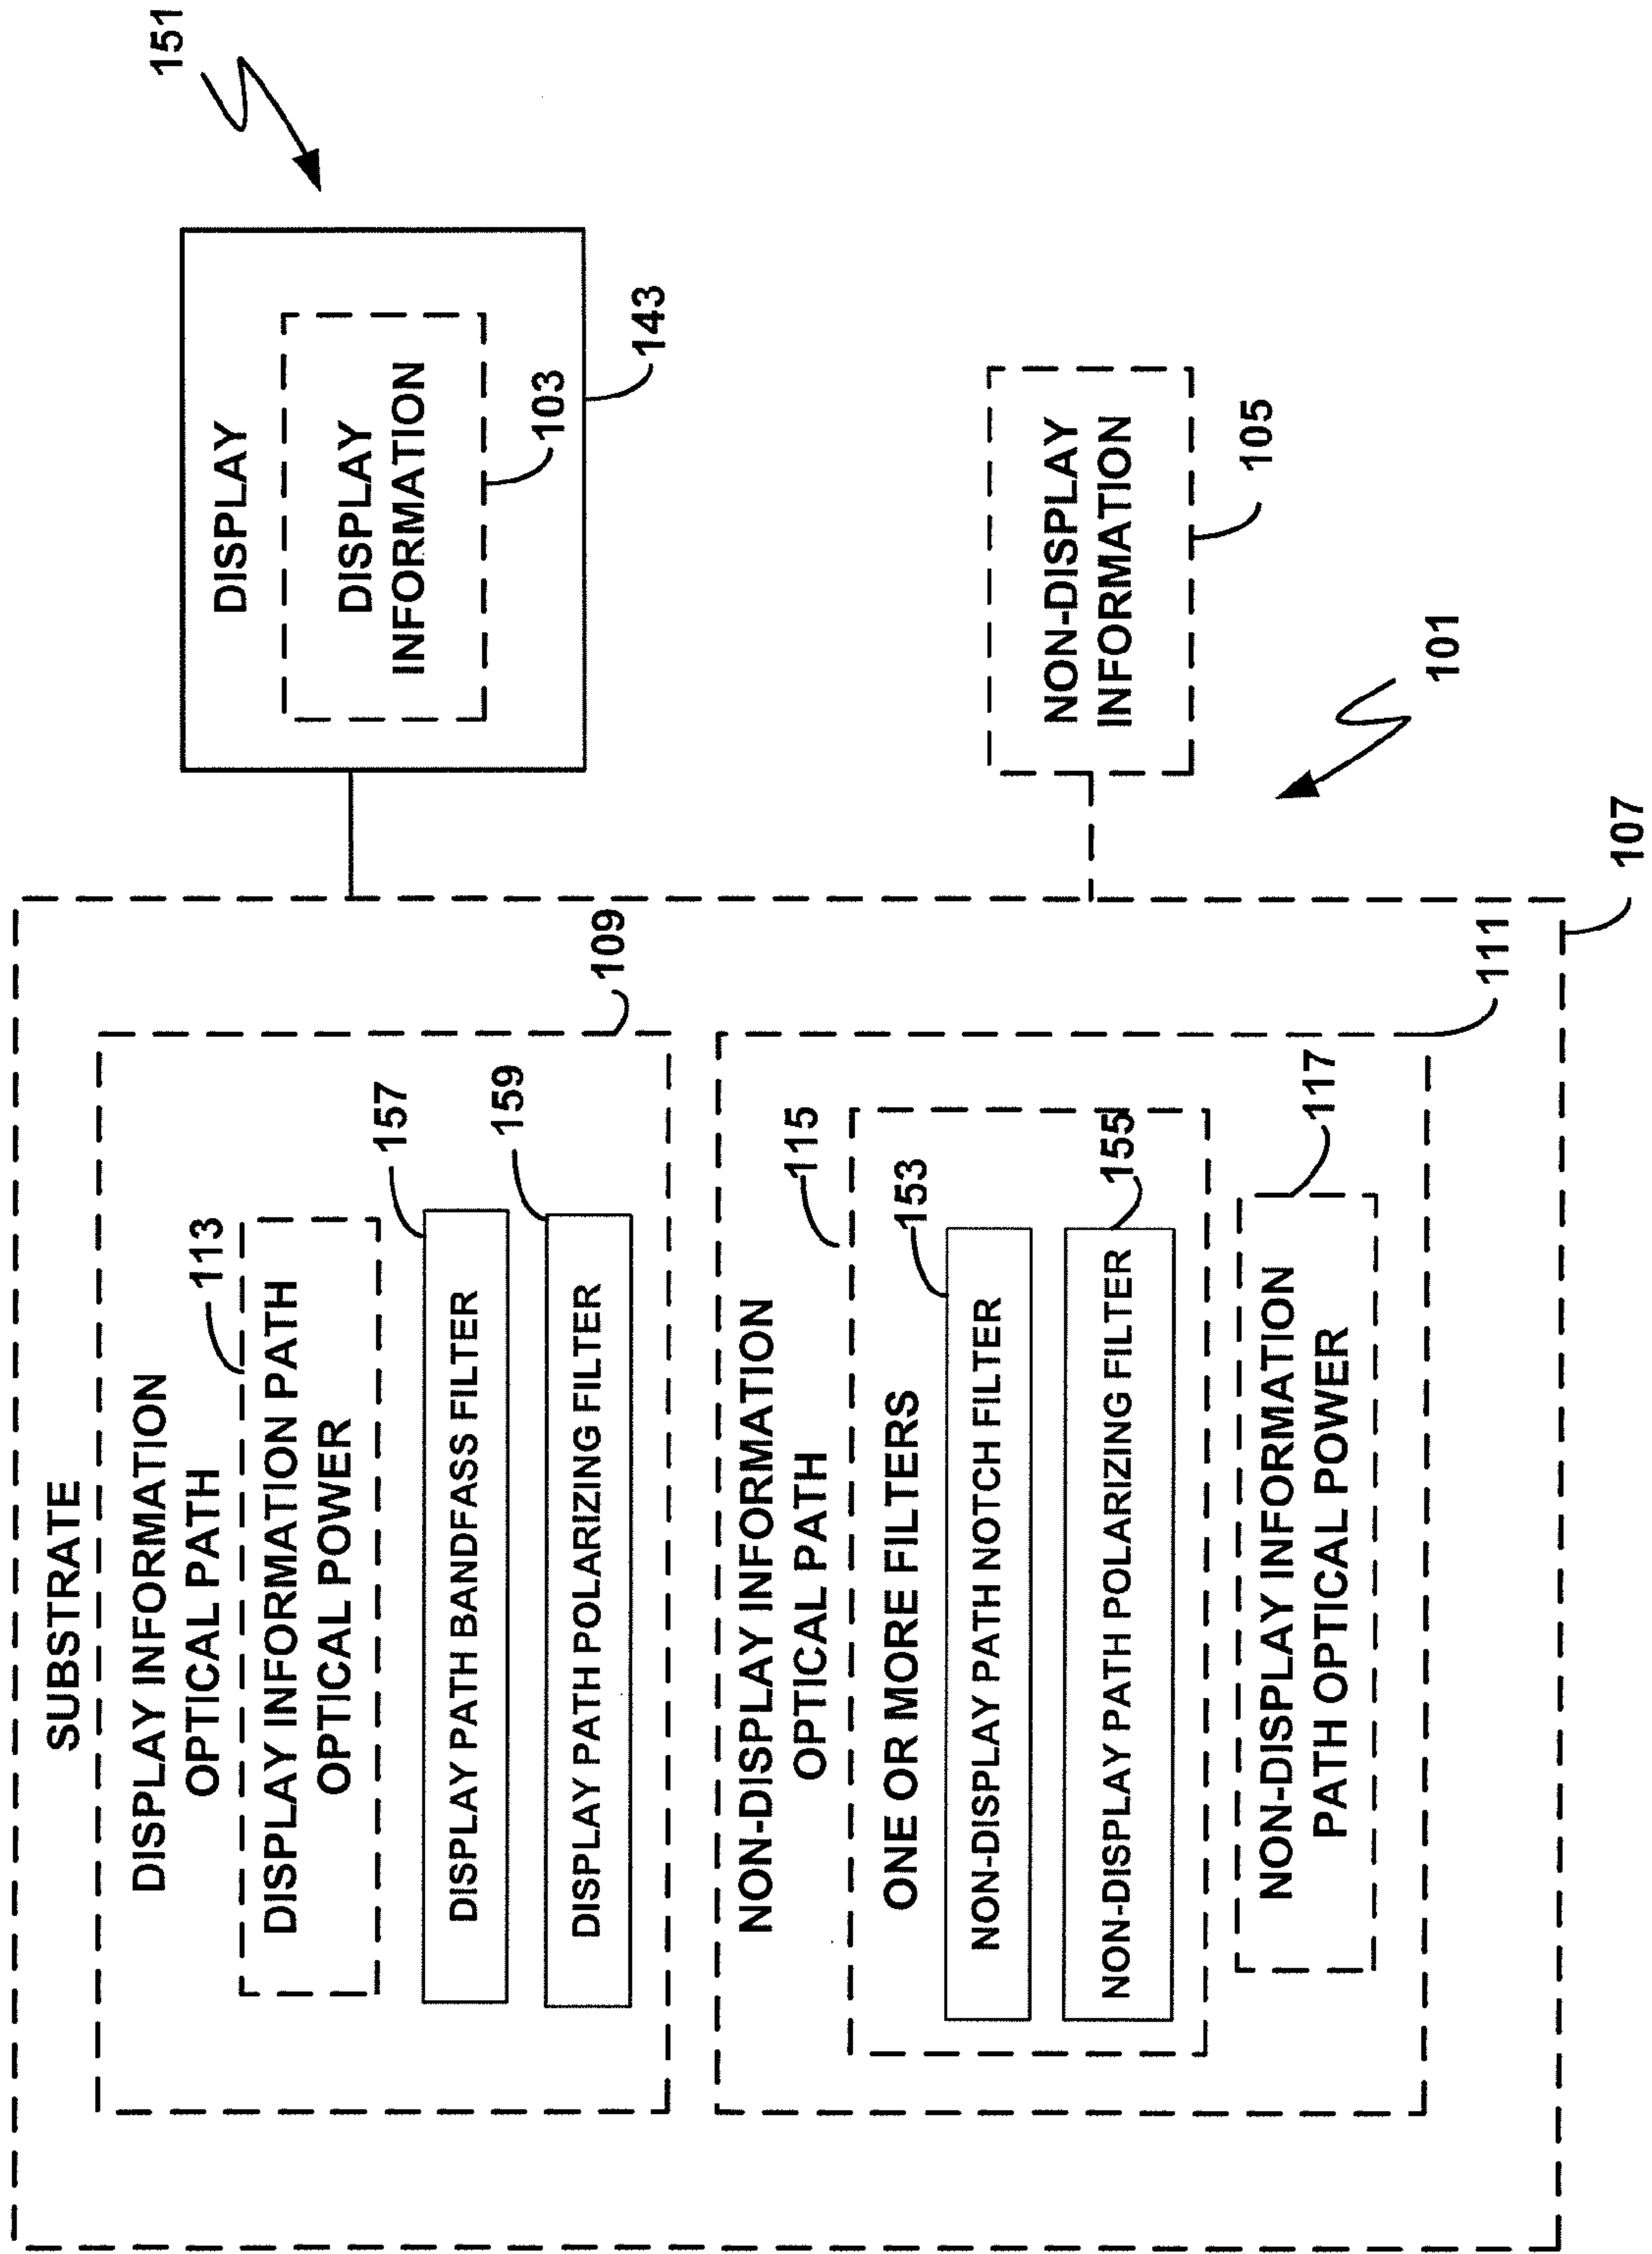 SUBSTRATE
DISPLAY INFORMATION
OPTICAL PATH
109
113
DISPLAY INFORMATION PATH
OPTICAL POWER
157
DISPLAY PATH BANDFASS FILTER
159
DISPLAY PATH POLARIZING FILTER
NON-DISPLAY INFORMATION
OPTICAL PATH
111
115
ONE OR MORE FILTERS
153
NON-DISPLAY PATH NOTCH FILTER
155
NON-DISPLAY PATH POLARIZING FILTER
117
NON-DISPLAY INFORMATION
PATH OPTICAL POWER
107
151
DISPLAY
DISPLAY
INFORMATION
103
143
NON-DISPLAY
INFORMATION
105
101